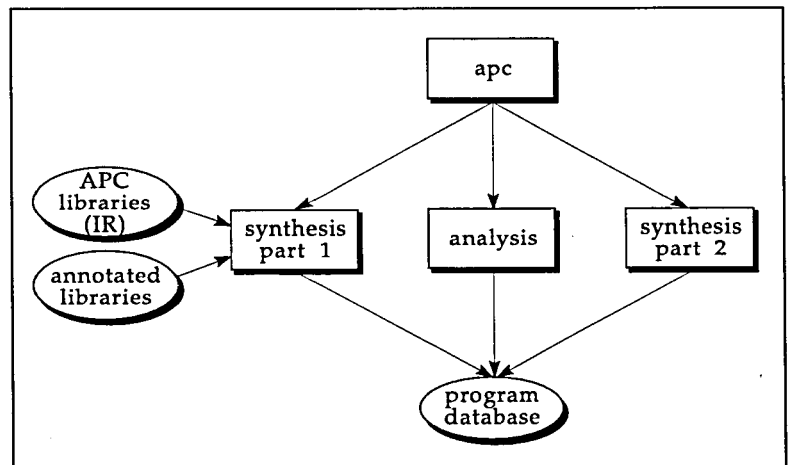 apc
APC
libraries
(IR)
annotated
libraries
synthesis
part 1
analysis
synthesis
part 2
program
database